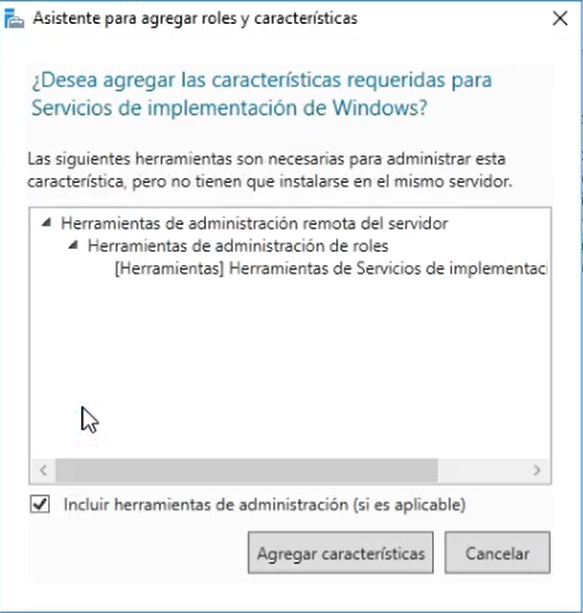 Asistente para agregar roles y características
¿Desea agregar las características requeridas para
Servicios de implementación de Windows?
Las siguientes herramientas son necesarias para administrar esta
característica, pero no tienen que instalarse en el mismo servidor.
Herramientas de administración remota del servidor
Herramientas de administración de roles
[Herramientas] Herramientas de Servicios de implementaci
Incluir herramientas de administración (si es aplicable)
Agregar características
Cancelar